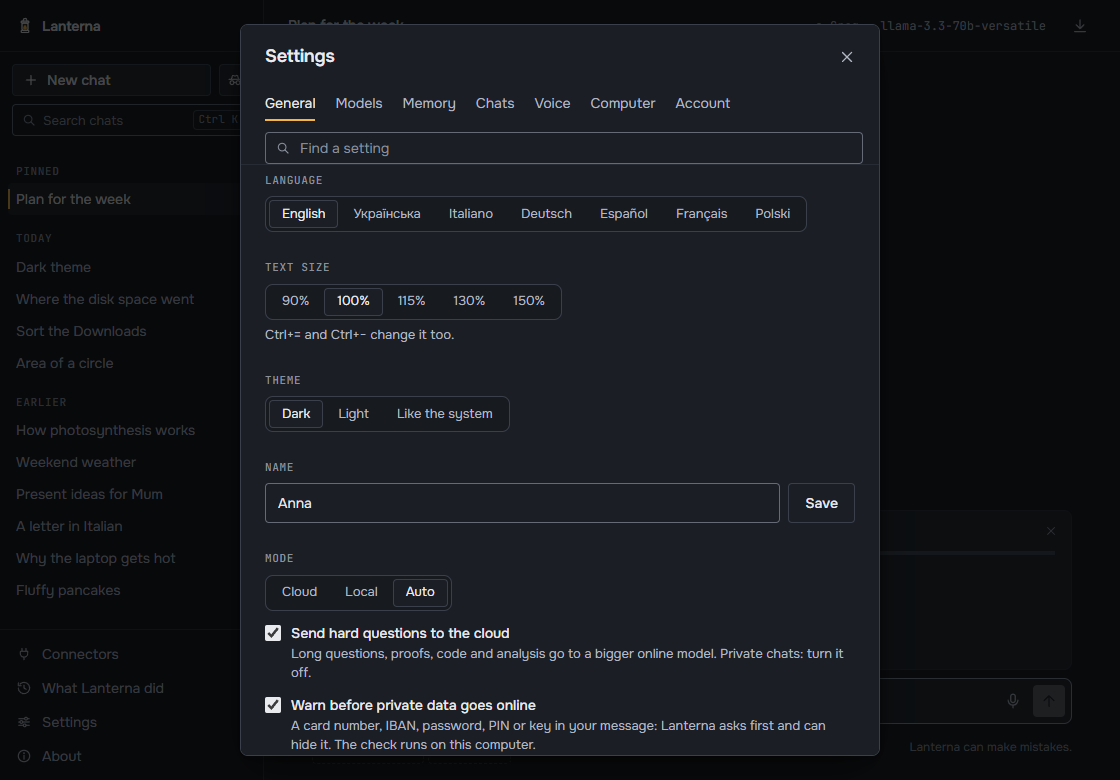 Lanterna
Plan for the week
llama-3.3-70b-versatile
New chat
Search chats
Ctrl K
PINNED
Plan for the week
TODAY
Dark theme
Where the disk space went
Sort the Downloads
Area of a circle
EARLIER
How photosynthesis works
Weekend weather
Present ideas for Mum
A letter in Italian
Why the laptop gets hot
Fluffy pancakes
Connectors
What Lanterna did
Settings
About
Settings
General Models Memory Chats Voice Computer Account
Find a setting
LANGUAGE
English Українська Italiano Deutsch Español Français Polski
TEXT SIZE
90% 100% 115% 130% 150%
Ctrl+= and Ctrl+- change it too.
THEME
Dark Light Like the system
NAME
Anna
Save
MODE
Cloud Local Auto
Send hard questions to the cloud
Long questions, proofs, code and analysis go to a bigger online model. Private chats: turn it
off.
Warn before private data goes online
A card number, IBAN, password, PIN or key in your message: Lanterna asks first and can
hide it. The check runs on this computer.
Lanterna can make mistakes.